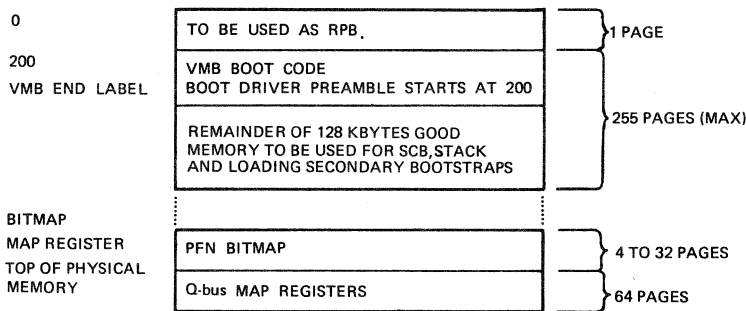 0
TO BE USED AS RPB.
1 PAGE
200
VMB END LABEL
VMB BOOT CODE
BOOT DRIVER PREAMBLE STARTS AT 200
255 PAGES (MAX)
REMAINDER OF 128 KBYTES GOOD
MEMORY TO BE USED FOR SCB,STACK
AND LOADING SECONDARY BOOTSTRAPS
BITMAP
MAP REGISTER
PFN BITMAP
4 TO 32 PAGES
TOP OF PHYSICAL
MEMORY
Q-bus MAP REGISTERS
64 PAGES